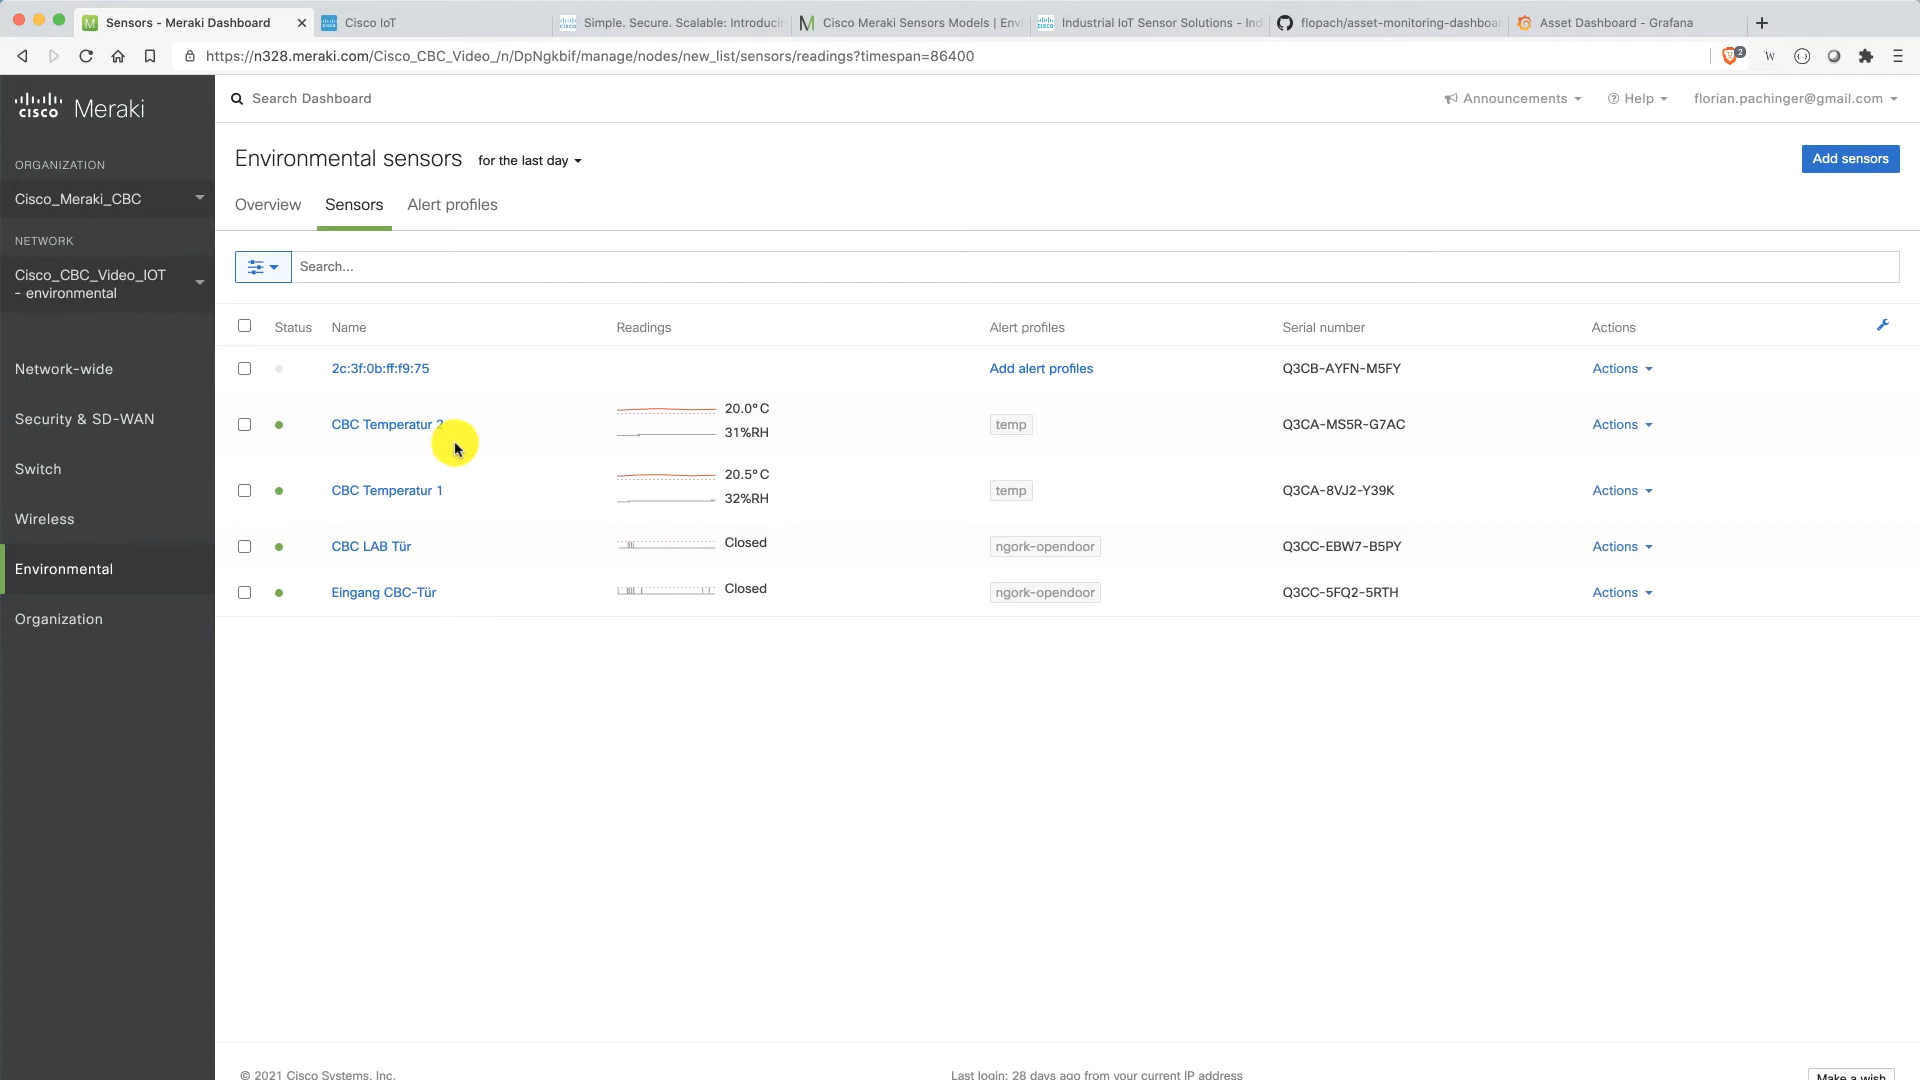 Sensors - Meraki Dashboard
Cisco IoT
Simple. Secure. Scalable: Introducin
Cisco Meraki Sensors Models | Envi
Industrial IoT Sensor Solutions - Ind
flopach/asset-monitoring-dashboar
Asset Dashboard - Grafana
https://n328.meraki.com/Cisco_CBC_Video_/n/DpNgkbif/manage/nodes/new_list/sensors/readings?timespan=86400
2
W
cisco Meraki
Search Dashboard
Announcements
Help
florian.pachinger@gmail.com
ORGANIZATION
Cisco_Meraki_CBC
NETWORK
Cisco_CBC_Video_IOT
- environmental
Network-wide
Security & SD-WAN
Switch
Wireless
Environmental
Organization
Environmental sensors for the last day
Add sensors
Overview Sensors Alert profiles
Search...
Status Name Readings Alert profiles Serial number Actions
2c:3f:0b:ff:f9:75 Add alert profiles Q3CB-AYFN-M5FY Actions
CBC Temperatur 2 20.0°C temp Q3CA-MS5R-G7AC Actions
31%RH
CBC Temperatur 1 20.5°C temp Q3CA-8VJ2-Y39K Actions
32%RH
CBC LAB Tür Closed ngork-opendoor Q3CC-EBW7-B5PY Actions
Eingang CBC-Tür Closed ngork-opendoor Q3CC-5FQ2-5RTH Actions
© 2021 Cisco Systems, Inc.
Last login: 28 days ago from your current IP address
Make a wish